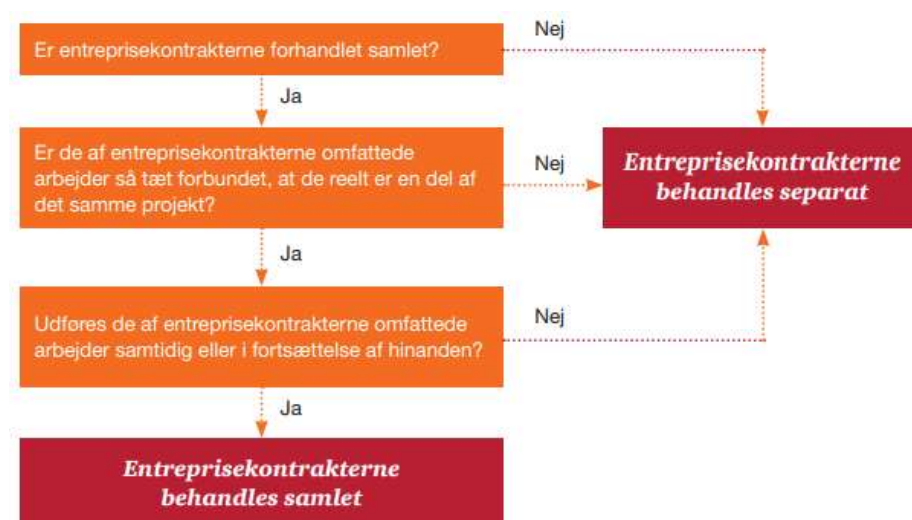 Er entreprisekontrakterne forhandlet samlet?
Nej
Ja
Er de af entreprisekontrakterne omfattede
arbejder så tæt forbundet, at de reelt er en del af
det samme projekt?
Nej
Entreprisekontrakterne
behandles separat
Ja
Udføres de af entreprisekontrakterne omfattede
arbejder samtidig eller i fortsættelse af hinanden?
Nej
Ja
Entreprisekontrakterne
behandles samlet